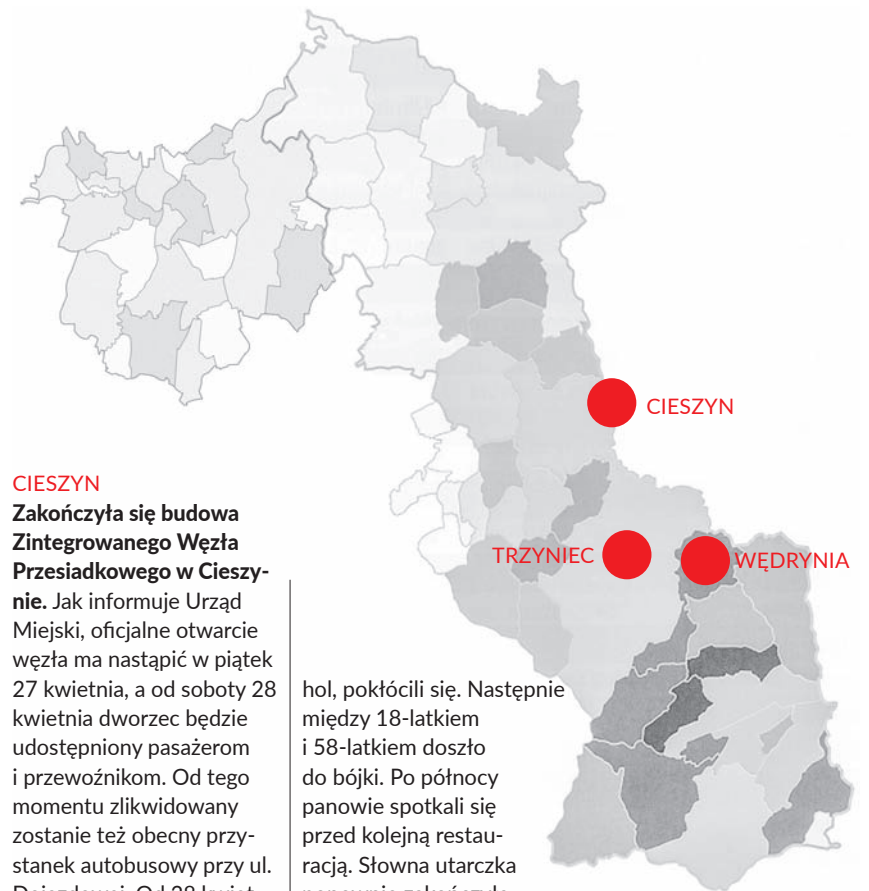 CIESZYN
TRZYNIEC
WĘDRYNIA
CIESZYN
Zakończyła się budowa
Zintegrowanego Węzła
Przesiadkowego w Cieszy-
nie. Jak informuje Urząd
Miejski, oficjalne otwarcie
węzła ma nastąpić w piątek
27 kwietnia, a od soboty 28
kwietnia dworzec będzie
udostępniony pasażerom
i przewoźnikom. Od tego
momentu zlikwidowany
zostanie też obecny przy-
stanek autobusowy przy ul.
hol, pokłócili się. Następnie
między 18-latkiem
i 58-latkiem doszło
do bójki. Po północy
panowie spotkali się
przed kolejną restau-
racją. Słowna utarczka